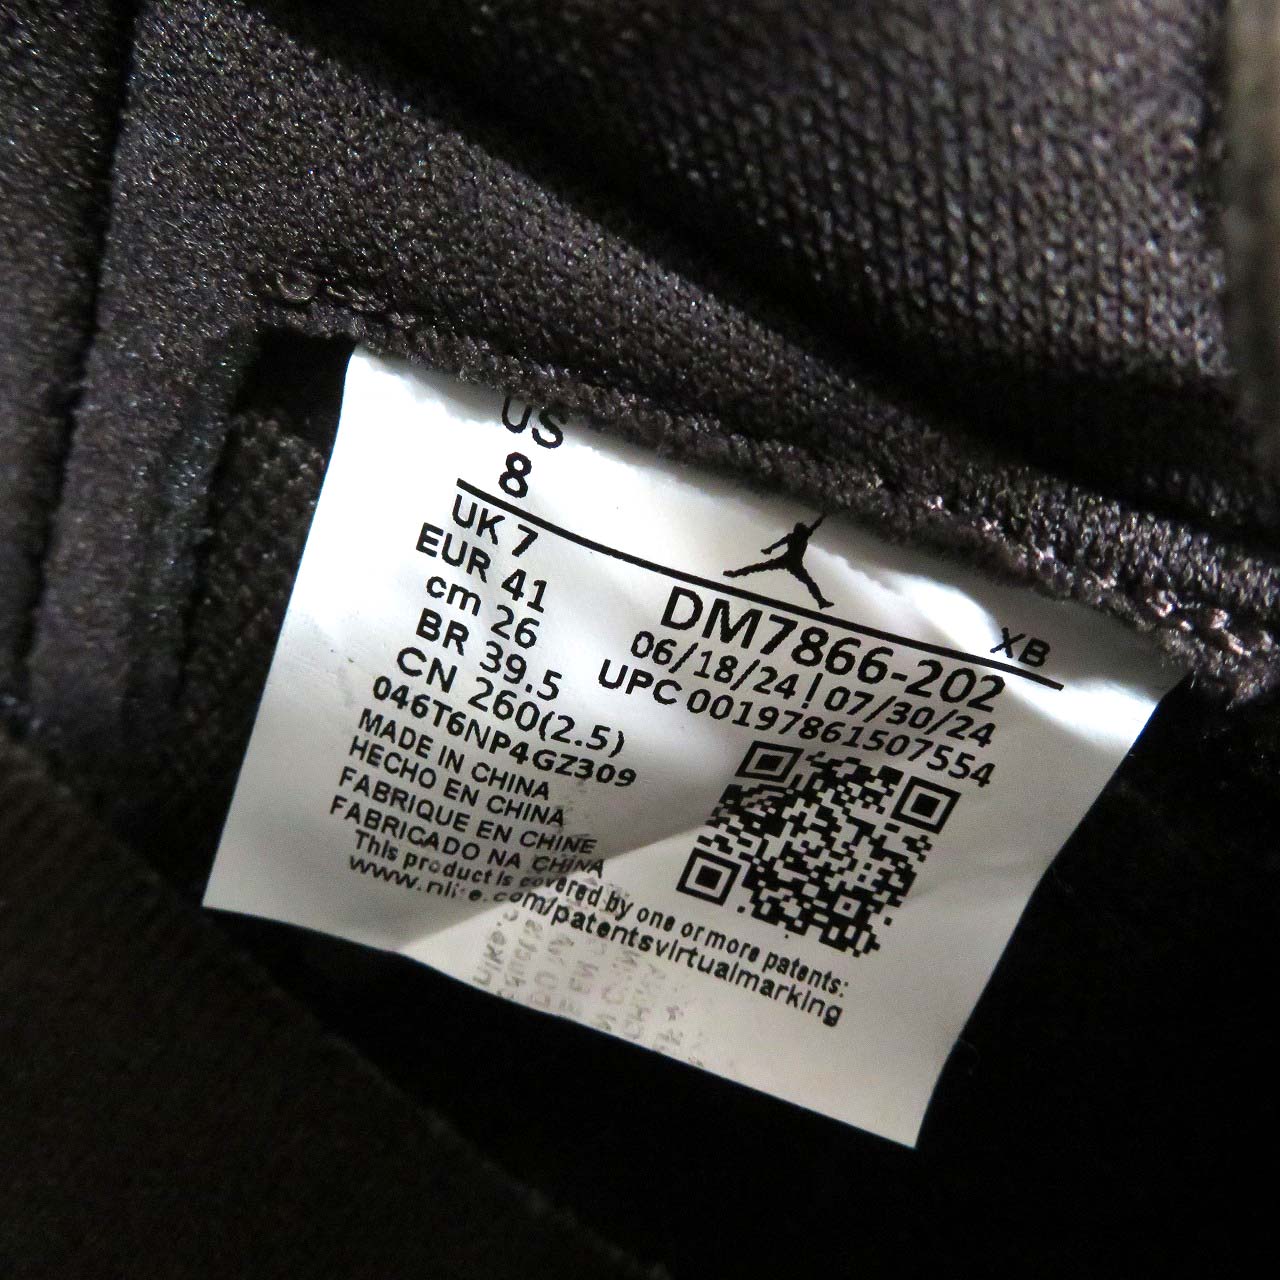 US
8
UK 7
EUR 41
cm 26
BR 39.5
CN 260(2.5)
XB
DM7866-202
06/18/24 | 07/30/24
UPC 00197861507554
046T6NP4GZ309
MADE IN CHINA
HECHO EN CHINA
FABRIQUE EN CHINE
FABRICADO NA CHINA
This product is covered by one or more patents:
www.nike.com/patentsvirtualmarking